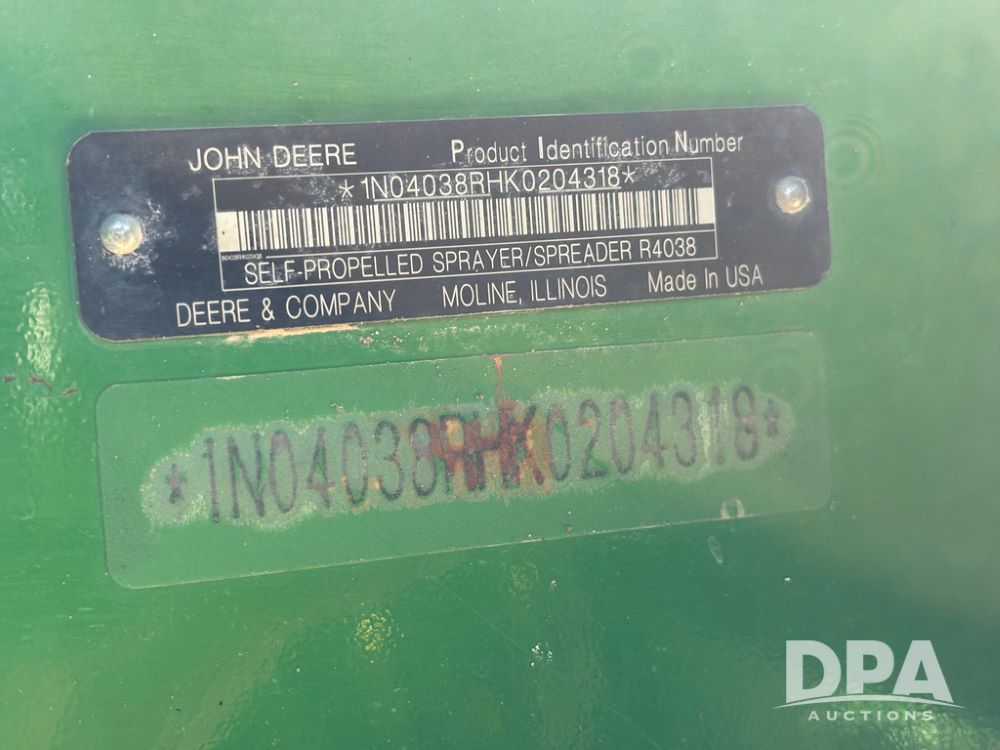 JOHN DEERE Product Identification Number
*1N04038RHK0204318*
SELF-PROPELLED SPRAYER/SPREADER R4038
DEERE & COMPANY MOLINE, ILLINOIS Made In USA
*1N04038RHK0204318*
DPA
AUCTIONS